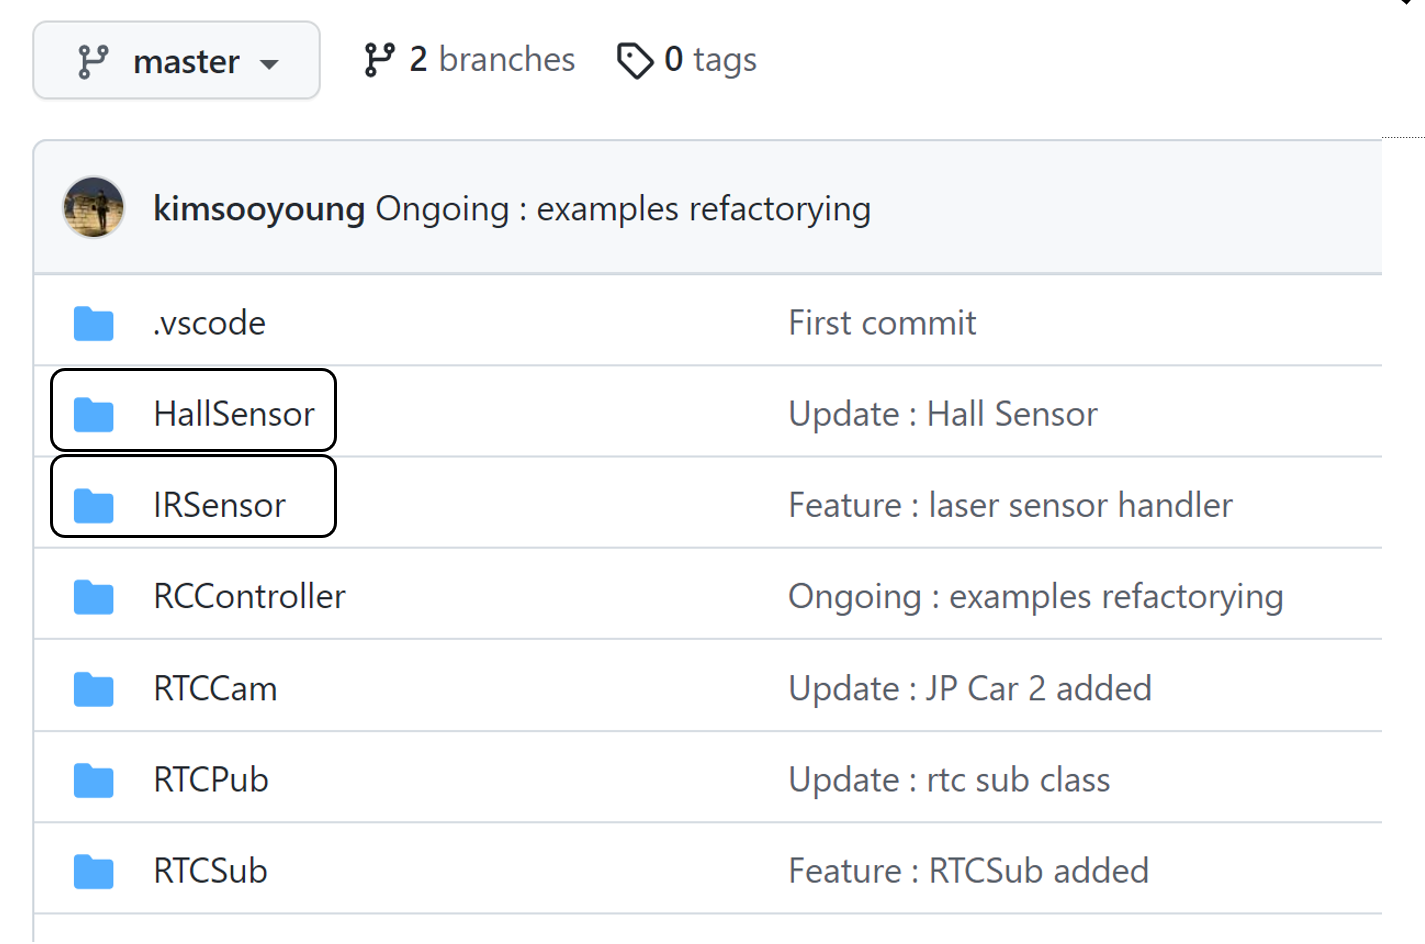 master 2 branches 0 tags
kimsooyoung Ongoing : examples refactorying
.vscode First commit
HallSensor Update : Hall Sensor
IRSensor Feature : laser sensor handler
RCController Ongoing : examples refactorying
RTCCam Update : JP Car 2 added
RTCPub Update : rtc sub class
RTCSub Feature : RTCSub added